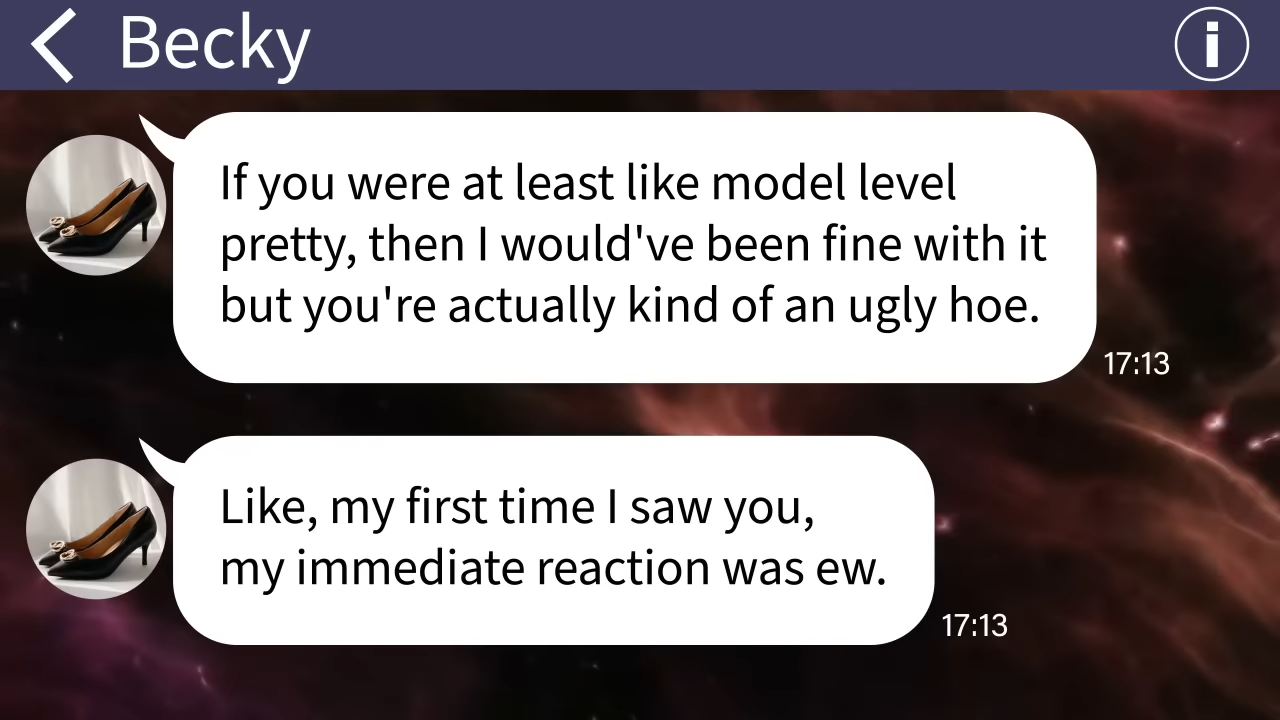 Becky
If you were at least like model level
pretty, then I would've been fine with it
but you're actually kind of an ugly hoe.
17:13
Like, my first time I saw you,
my immediate reaction was ew.
17:13